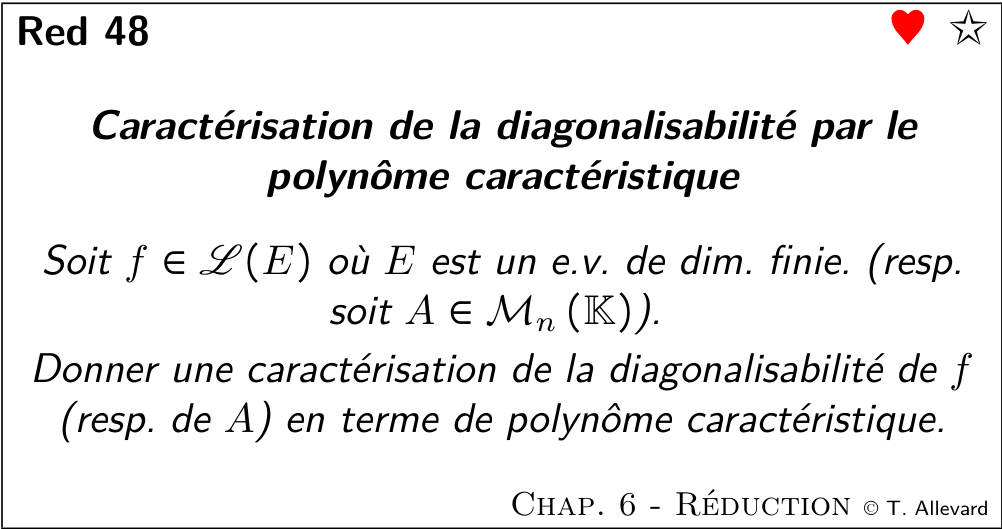 Red 48 ♥ ☆
Caractérisation de la diagonalisabilité par le
polynôme caractéristique
Soit f ∈ ℒ(E) où E est un e.v. de dim. finie. (resp.
soit A ∈ ℳₙ (𝕂)).
Donner une caractérisation de la diagonalisabilité de f
(resp. de A) en terme de polynôme caractéristique.
CHAP. 6 - RÉDUCTION © T. Allevard